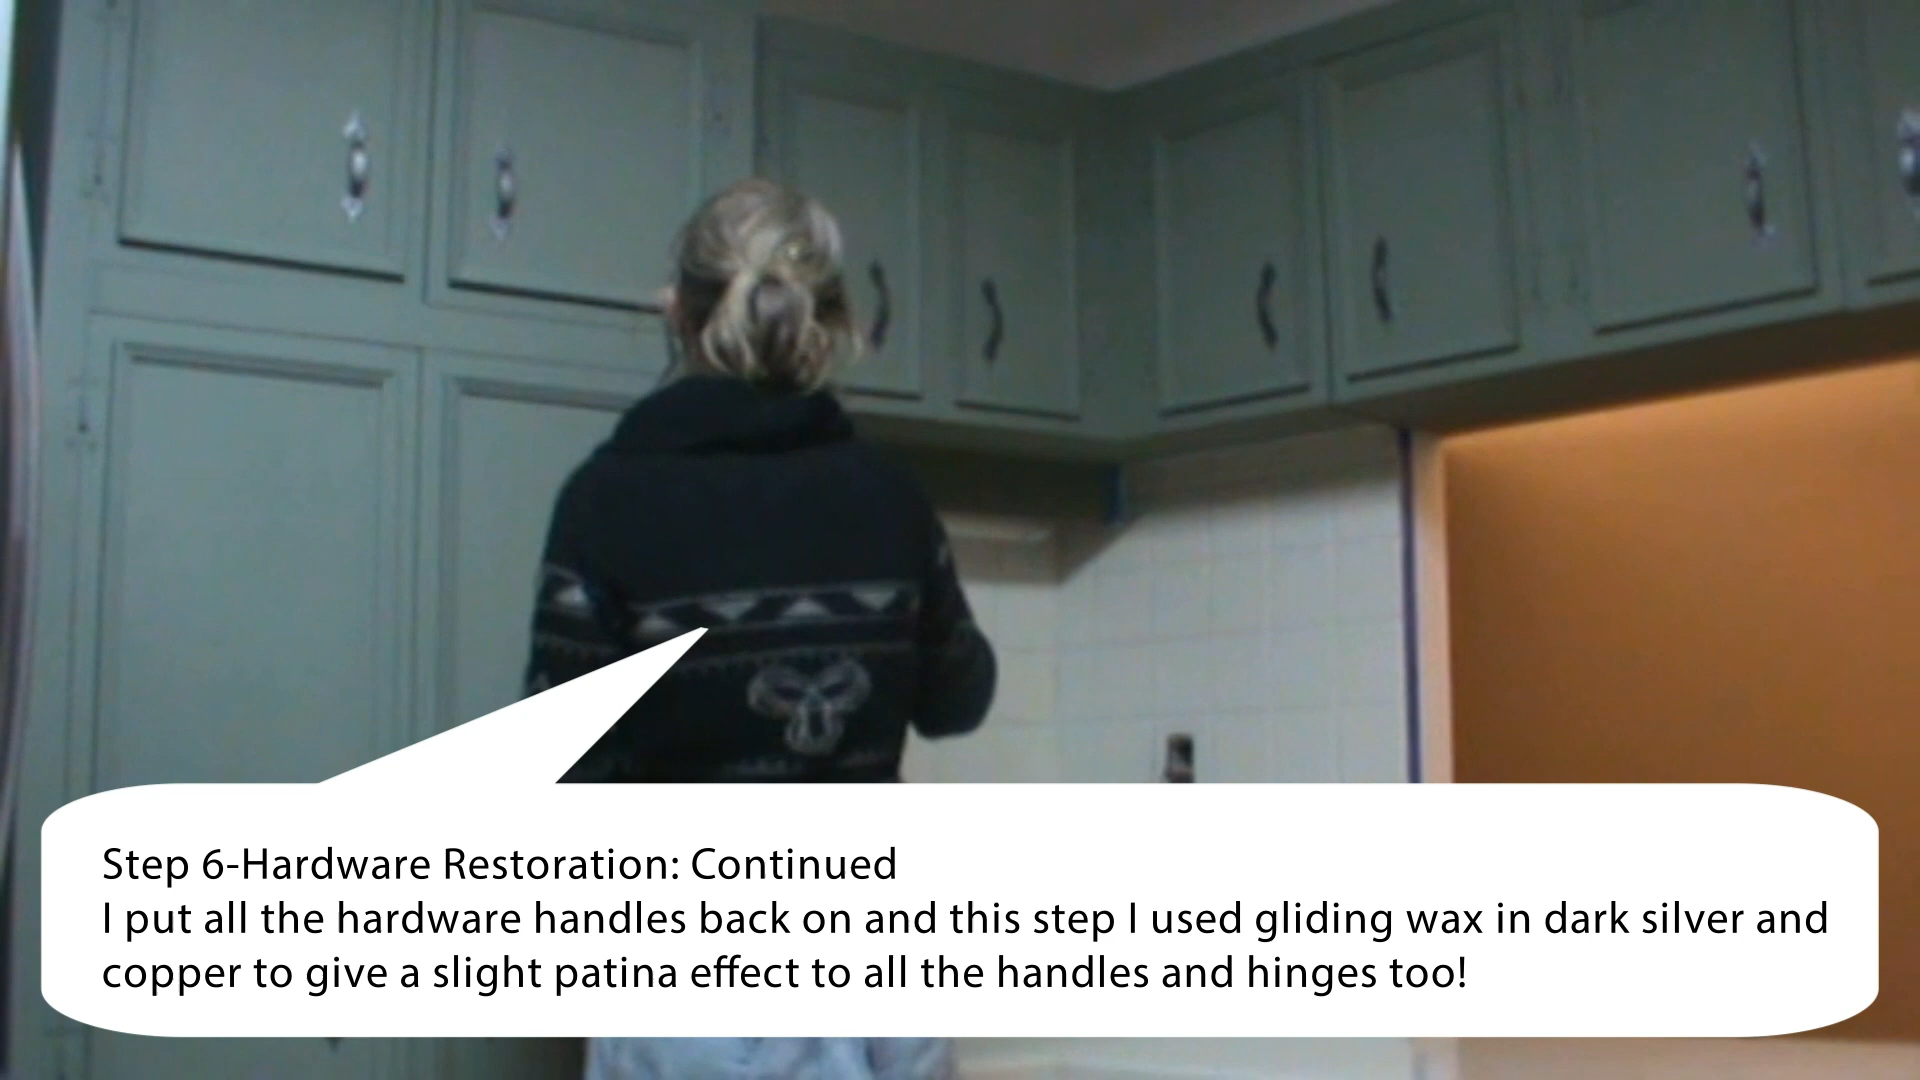 Step 6-Hardware Restoration: Continued
I put all the hardware handles back on and this step I used gliding wax in dark silver and
copper to give a slight patina effect to all the handles and hinges too!